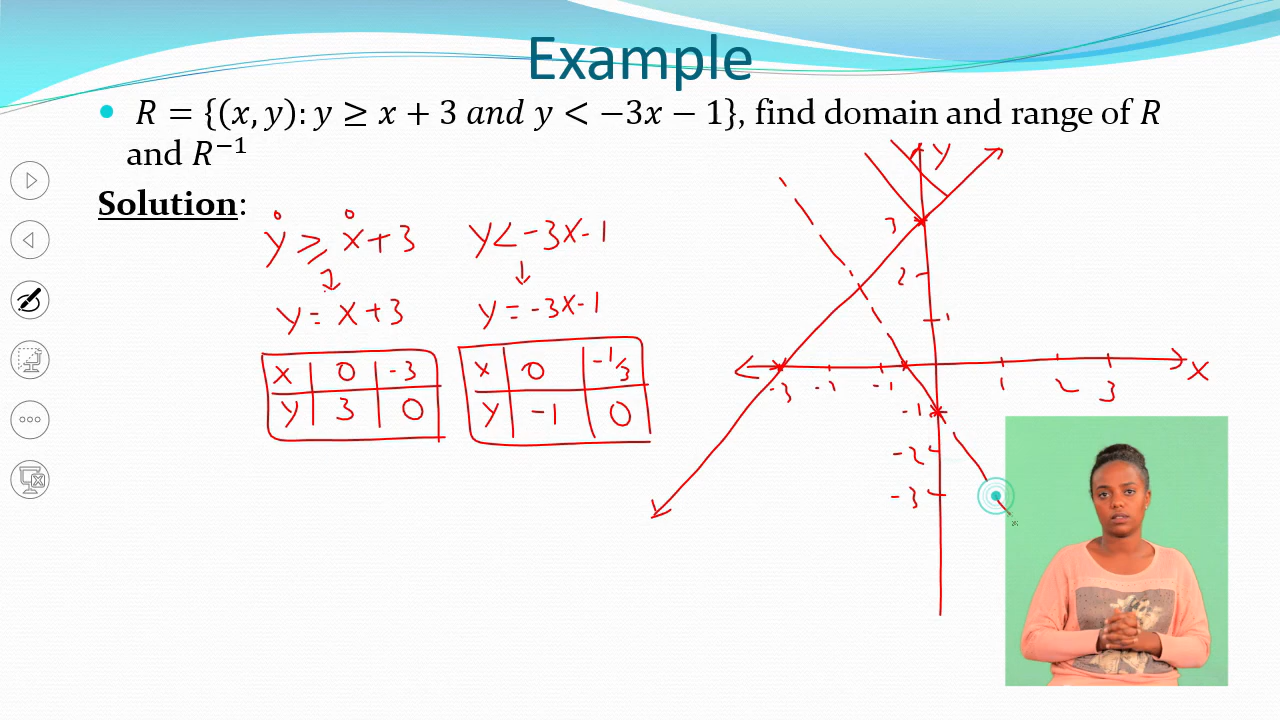 Example
R = {(x, y): y ≥ x + 3 and y < −3x − 1}, find domain and range of R
and R⁻¹
Solution:
y ≥ x + 3
y < -3x - 1
y = x + 3
y = -3x - 1
x 0 -3
y 3 0
x 0 -1/3
y -1 0
y
3
2
1
-3 -2 -1 1 2 3 x
-1
-2
-3